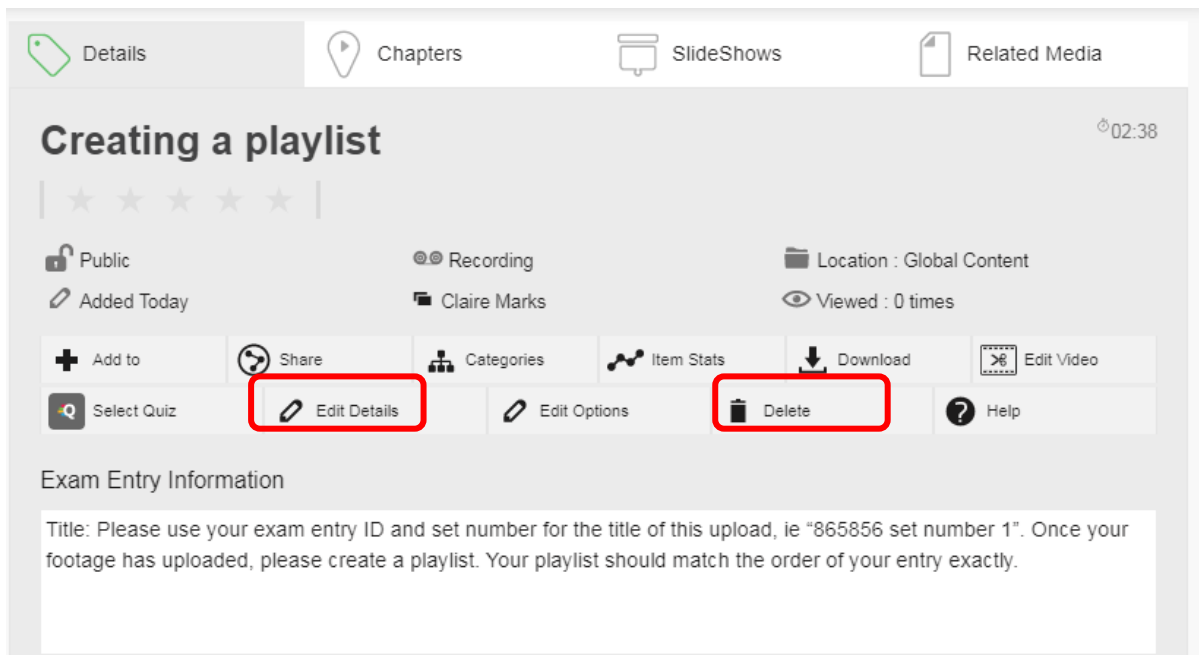 Details Chapters SlideShows Related Media
Creating a playlist 02:38
Public Recording Location : Global Content
Added Today Claire Marks Viewed : 0 times
Add to Share Categories Item Stats Download Edit Video
Q Select Quiz Edit Details Edit Options Delete ? Help
Exam Entry Information
Title: Please use your exam entry ID and set number for the title of this upload, ie “865856 set number 1”. Once your
footage has uploaded, please create a playlist. Your playlist should match the order of your entry exactly.